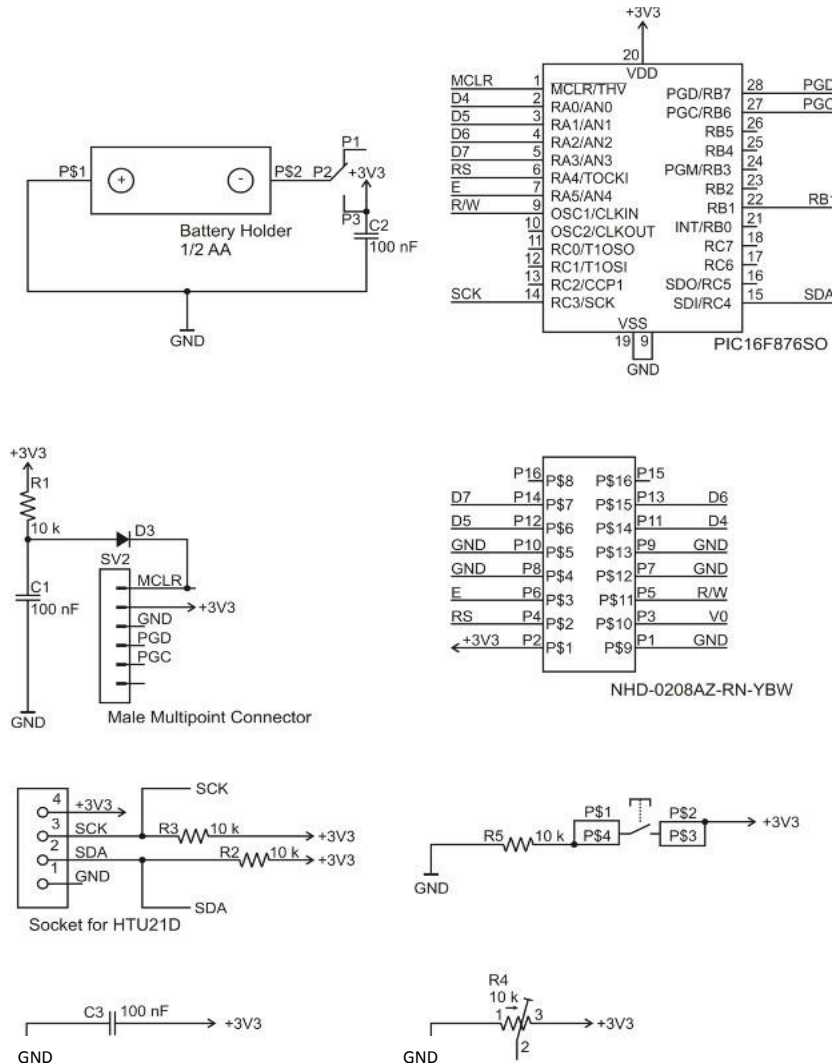 +3V3
20
VDD
MCLR 1 MCLR/THV PGD/RB7 28 PGD
D4 2 RA0/AN0 PGC/RB6 27 PGC
D5 3 RA1/AN1 RB5 26
D6 4 RA2/AN2 RB4 25
D7 5 RA3/AN3 PGM/RB3 24
RS 6 RA4/TOCKI RB2 23
E 7 RA5/AN4 RB1 22 RB1
R/W 9 OSC1/CLKIN INT/RB0 21
10 OSC2/CLKOUT RC7 18
11 RC0/T1OSO RC6 17
12 RC1/T1OSI SDO/RC5 16
13 RC2/CCP1 SDI/RC4 15 SDA
SCK 14 RC3/SCK
VSS
19 9
GND
PIC16F876SO
P1
P$1 + - P$2 P2 +3V3
P3
C2
100 nF
Battery Holder
1/2 AA
GND
+3V3
R1
10 k
D3
SV2
C1
100 nF
MCLR
+3V3
GND
PGD
PGC
GND
Male Multipoint Connector
P16 P$8 P$16 P15
D7 P14 P$7 P$15 P13 D6
D5 P12 P$6 P$14 P11 D4
GND P10 P$5 P$13 P9 GND
GND P8 P$4 P$12 P7 GND
E P6 P$3 P$11 P5 R/W
RS P4 P$2 P$10 P3 V0
+3V3 P2 P$1 P$9 P1 GND
NHD-0208AZ-RN-YBW
SCK
4 +3V3
3 SCK R3 10 k +3V3
2 SDA R2 10 k +3V3
1 GND
SDA
Socket for HTU21D
P$1 P$2
R5 10 k P$4 P$3 +3V3
GND
C3 100 nF
+3V3
GND
R4
10 k
1 3 +3V3
2
GND